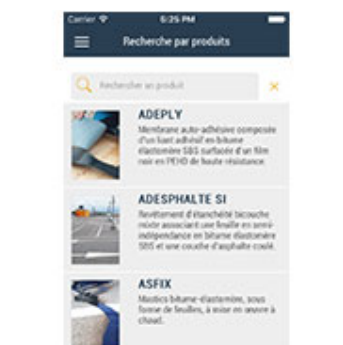 Carrier 6:25 PM
Recherche par produits
Rechercher un produit
ADEPLY
Membrane auto-adhésive composée
d'un liant adhésif en bitume
élastomère SBS surfacée d'un film
noir en PEHD de haute résistance.
ADESPHALTE SI
Revêtement d'étanchéité bicouche
mixte associant une feuille en semi-
indépendance en bitume élastomère
SBS et une couche d'asphalte coulé.
ASFIX
Mastics bitume-élastomère, sous
forme de feuilles, à mise en œuvre à
chaud.